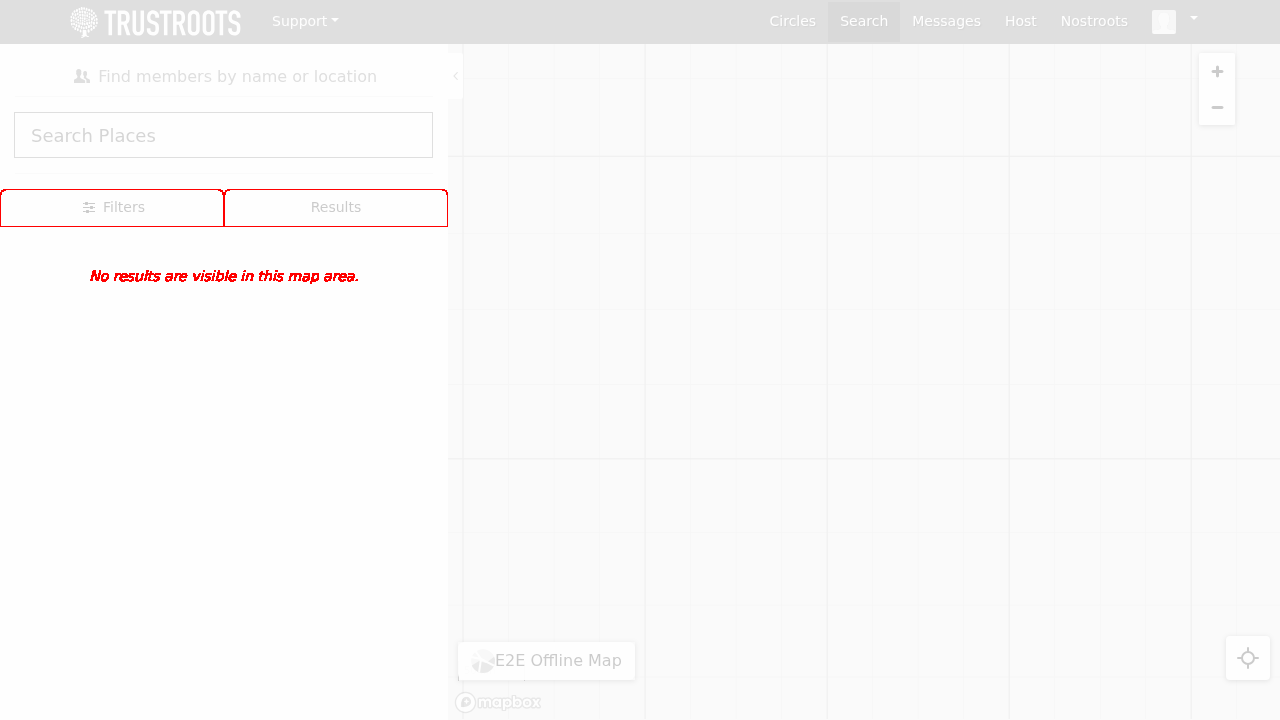 TRUSTROOTS
Support
Circles
Search
Messages
Host
Nostroots
Find members by name or location
Search Places
Filters
Results
No results are visible in this map area.
E2E Offline Map
mapbox